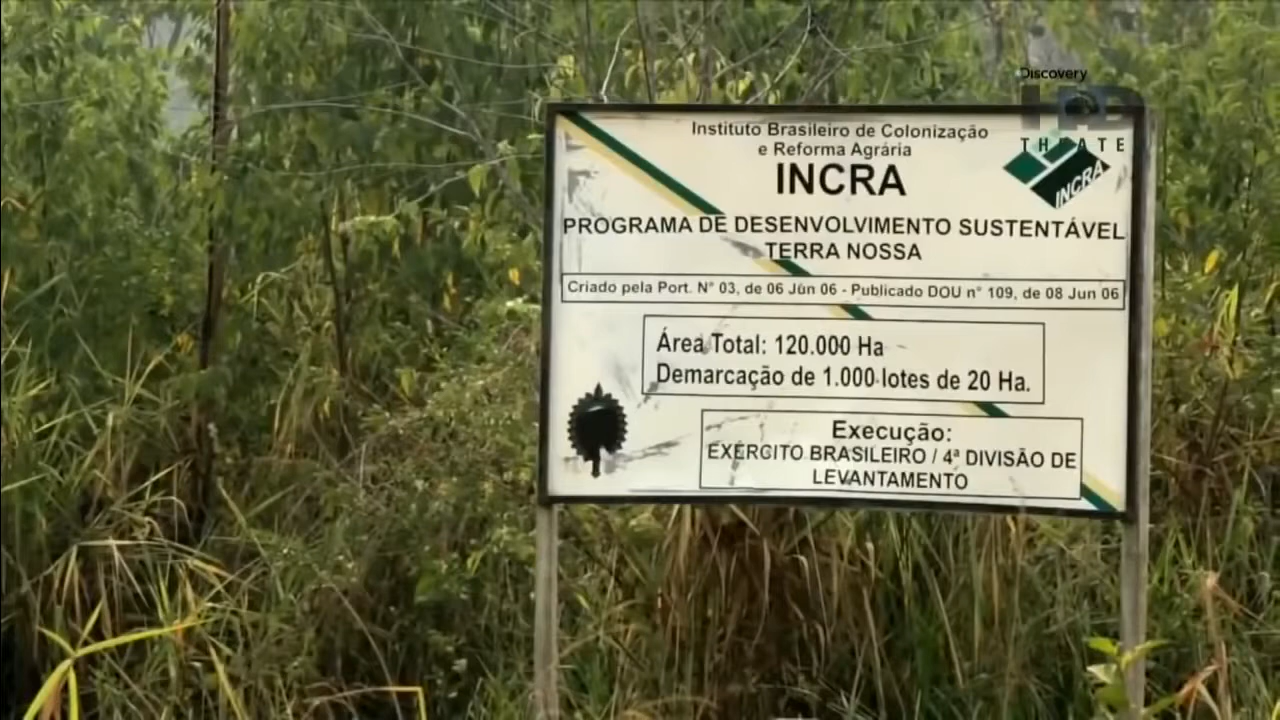 Discovery
HD
THEATE
Instituto Brasileiro de Colonização
e Reforma Agrária
INCRA
INCRA
PROGRAMA DE DESENVOLVIMENTO SUSTENTÁVEL
TERRA NOSSA
Criado pela Port. N° 03, de 06 Jun 06 - Publicado DOU n° 109, de 08 Jun 06
Área Total: 120.000 Ha
Demarcação de 1.000 lotes de 20 Ha.
Execução:
EXÉRCITO BRASILEIRO / 4ª DIVISÃO DE
LEVANTAMENTO